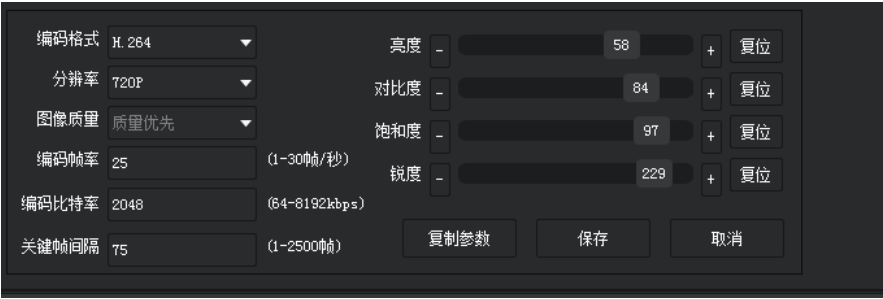 编码格式 H.264
分辨率 720P
图像质量 质量优先
编码帧率 25 (1-30帧/秒)
编码比特率 2048 (64-8192kbps)
关键帧间隔 75 (1-2500帧)
亮度 - 58 + 复位
对比度 - 84 + 复位
饱和度 - 97 + 复位
锐度 - 229 + 复位
复制参数 保存 取消